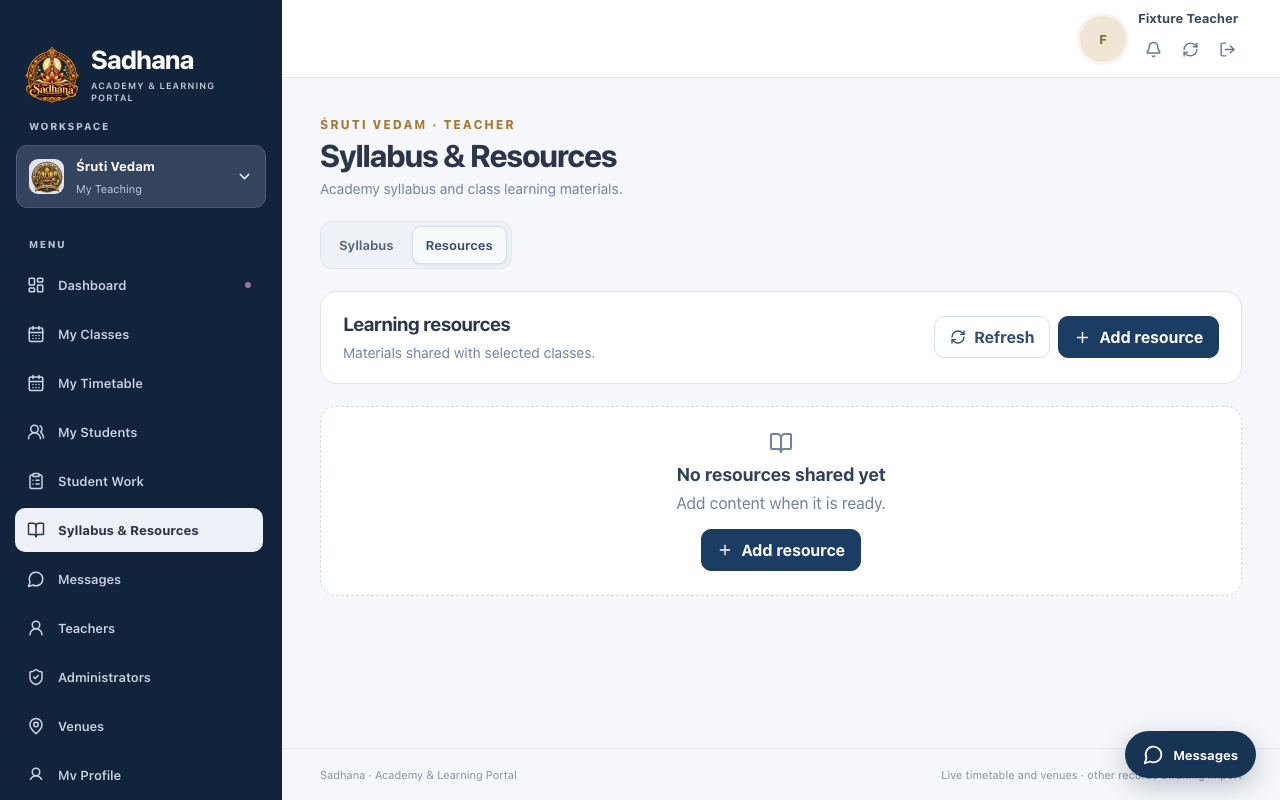 Sadhana
Sadhana
ACADEMY & LEARNING
PORTAL
WORKSPACE
Śruti Vedam
My Teaching
MENU
Dashboard
My Classes
My Timetable
My Students
Student Work
Syllabus & Resources
Messages
Teachers
Administrators
Venues
My Profile
F
Fixture Teacher
ŚRUTI VEDAM · TEACHER
Syllabus & Resources
Academy syllabus and class learning materials.
Syllabus
Resources
Learning resources
Materials shared with selected classes.
Refresh
Add resource
No resources shared yet
Add content when it is ready.
Add resource
Sadhana · Academy & Learning Portal
Live timetable and venues · other
Messages